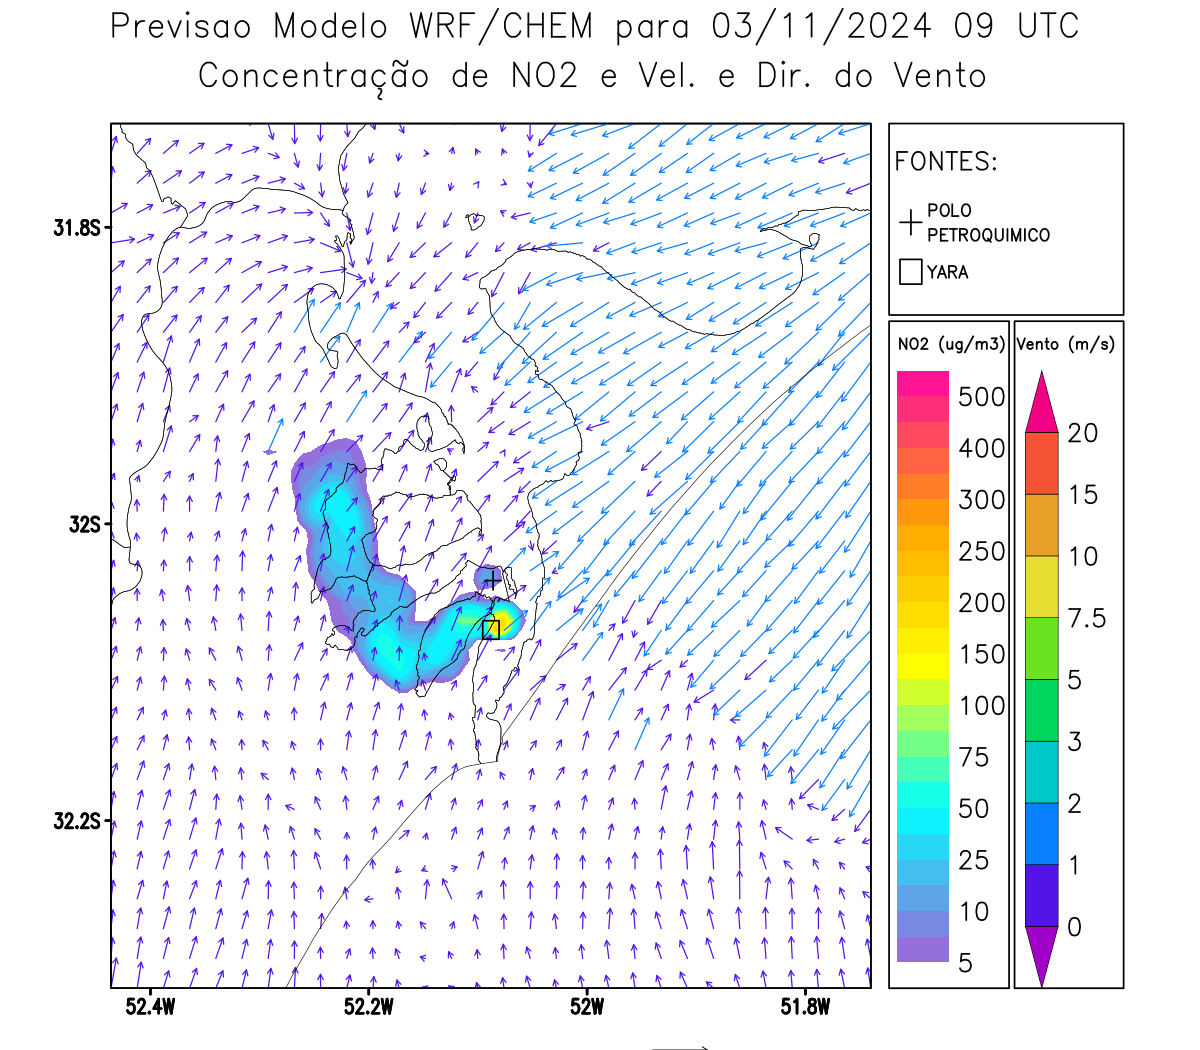 Previsao Modelo WRF/CHEM para 03/11/2024 09 UTC
Concentração de NO2 e Vel. e Dir. do Vento
FONTES:
POLO
PETROQUIMICO
YARA
NO2 (ug/m3)
500
400
300
250
200
150
100
75
50
25
10
5
Vento (m/s)
20
15
10
7.5
5
3
2
1
0
31.8S
32S
32.2S
52.4W
52.2W
52W
51.8W